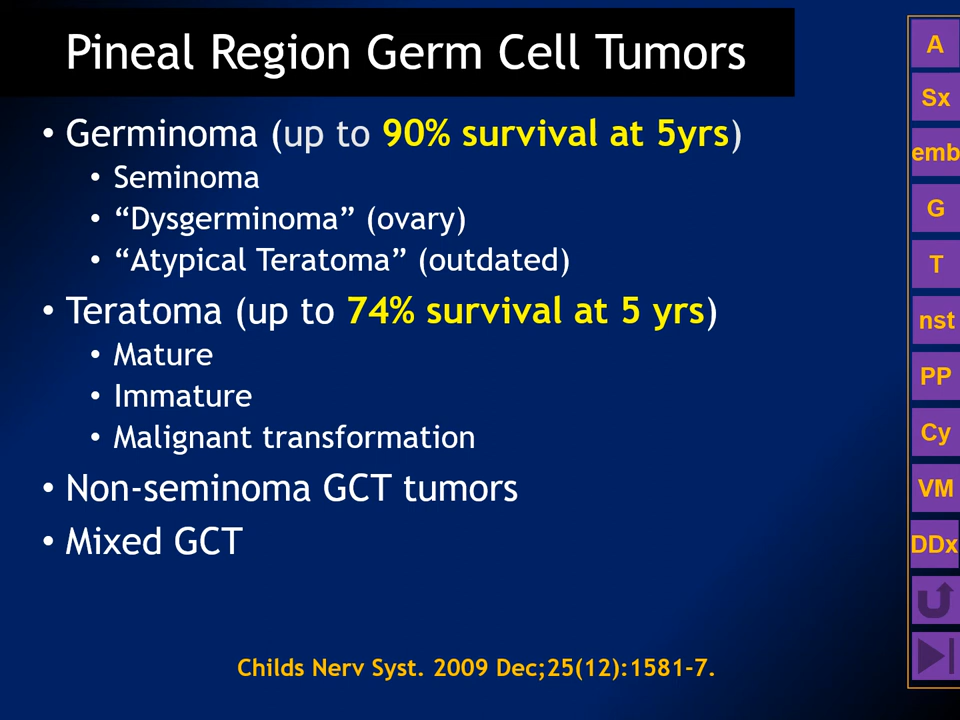 Pineal Region Germ Cell Tumors
• Germinoma (up to 90% survival at 5yrs)
• Seminoma
• “Dysgerminoma” (ovary)
• “Atypical Teratoma” (outdated)
• Teratoma (up to 74% survival at 5 yrs)
• Mature
• Immature
• Malignant transformation
• Non-seminoma GCT tumors
• Mixed GCT
Childs Nerv Syst. 2009 Dec;25(12):1581-7.
A
Sx
emb
G
T
nst
PP
Cy
VM
DDx